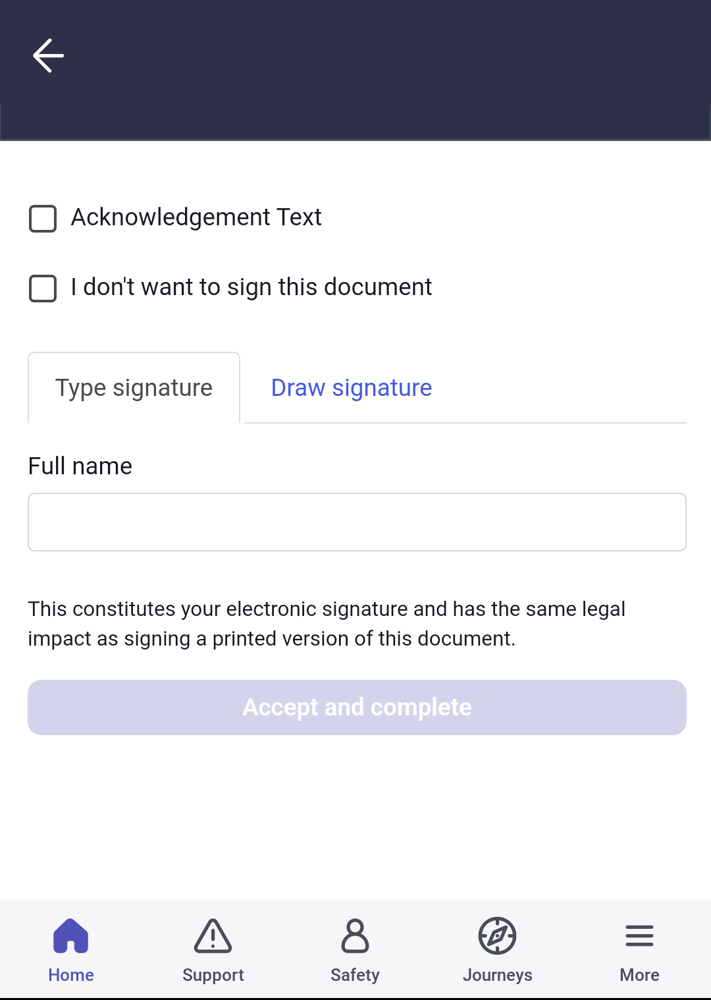 Acknowledgement Text
I don't want to sign this document
Type signature
Draw signature
Full name
This constitutes your electronic signature and has the same legal
impact as signing a printed version of this document.
Accept and complete
Home
Support
Safety
Journeys
More